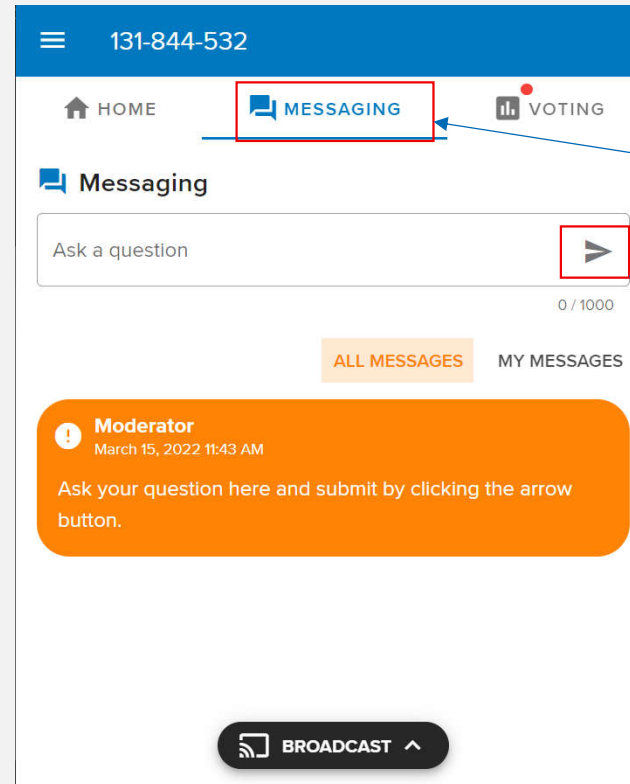 131-844-532
HOME MESSAGING VOTING
Messaging
Ask a question
0 / 1000
ALL MESSAGES MY MESSAGES
Moderator
March 15, 2022 11:43 AM
Ask your question here and submit by clicking the arrow
button.
BROADCAST